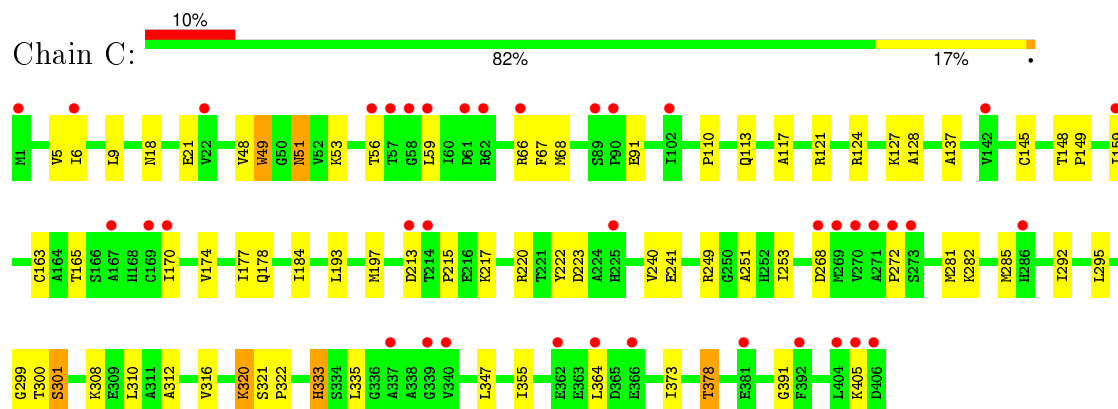 10%
Chain C:
82% 17% •
M1 V5 I6 L9 N18 E21 V22 V48 W49 G50 N51 V52 K53 T56 T57 G58 L59 I60 D61 R62 R66 F67 M68 S89 P90 E91 I102 P110 Q113 A117 R121 R124 K127 A128 A137 V142 C145 T148 P149 I159
C163 A164 T165 S166 A167 H168 C169 I170 V174 I177 Q178 I184 L193 M197 D213 T214 P215 E216 K217 R220 T221 Y222 D223 A224 H225 V240 E241 R249 G250 A251 H252 I253 D268 M269 V270 A271 P272 S273 M281 K282 M285 H286 I292 L295
G299 T300 S301 K308 E309 L310 A311 A312 V316 K320 S321 P322 H333 S334 L335 G336 A337 A338 G339 V340 L347 I355 E362 E363 L364 D365 E366 I373 T378 E381 G391 F392 L404 K405 D406